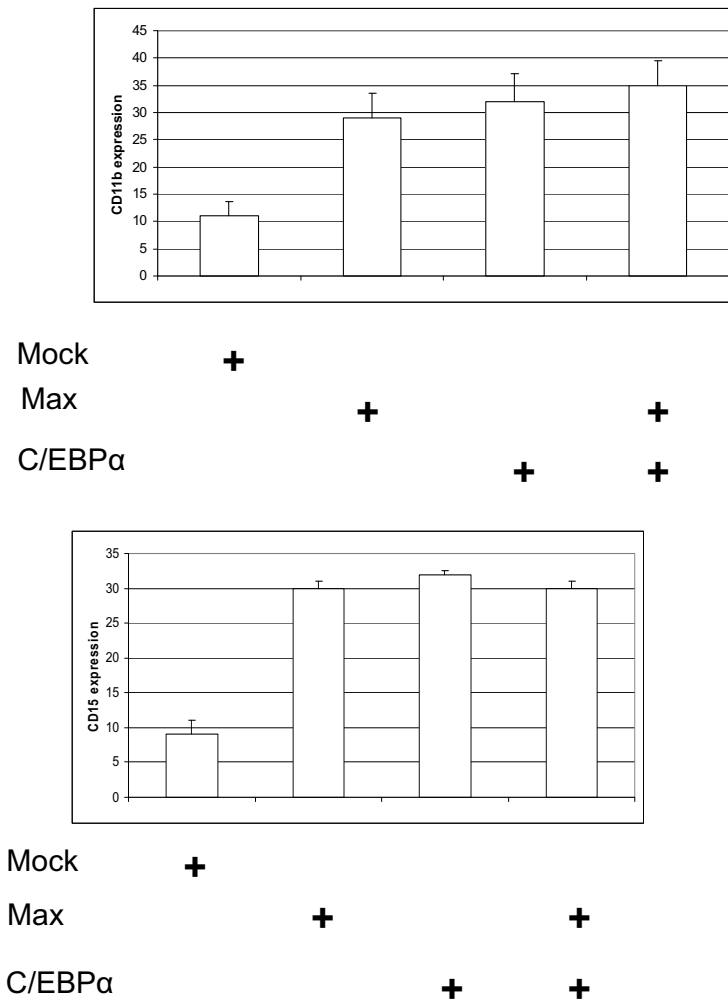 45
40
35
30
25
20
15
10
5
0
CD11b expression
Mock +
Max + +
C/EBPα + +
35
30
25
20
15
10
5
0
CD15 expression
Mock +
Max + +
C/EBPα + +